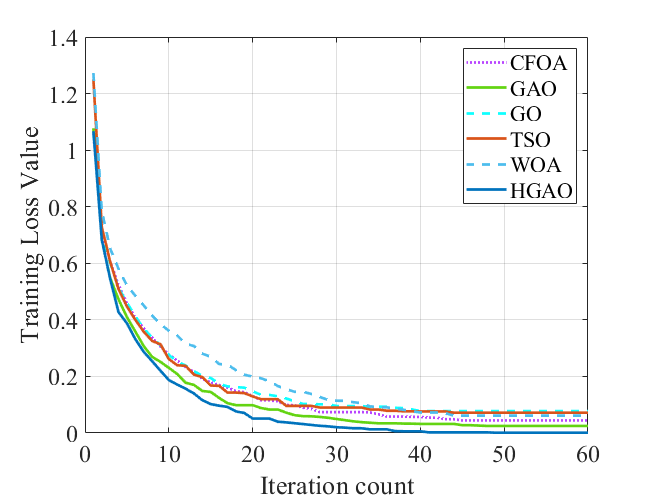 1.4
1.2
1
0.8
0.6
0.4
0.2
0
Training Loss Value
CFOA
GAO
GO
TSO
WOA
HGAO
0 10 20 30 40 50 60
Iteration count